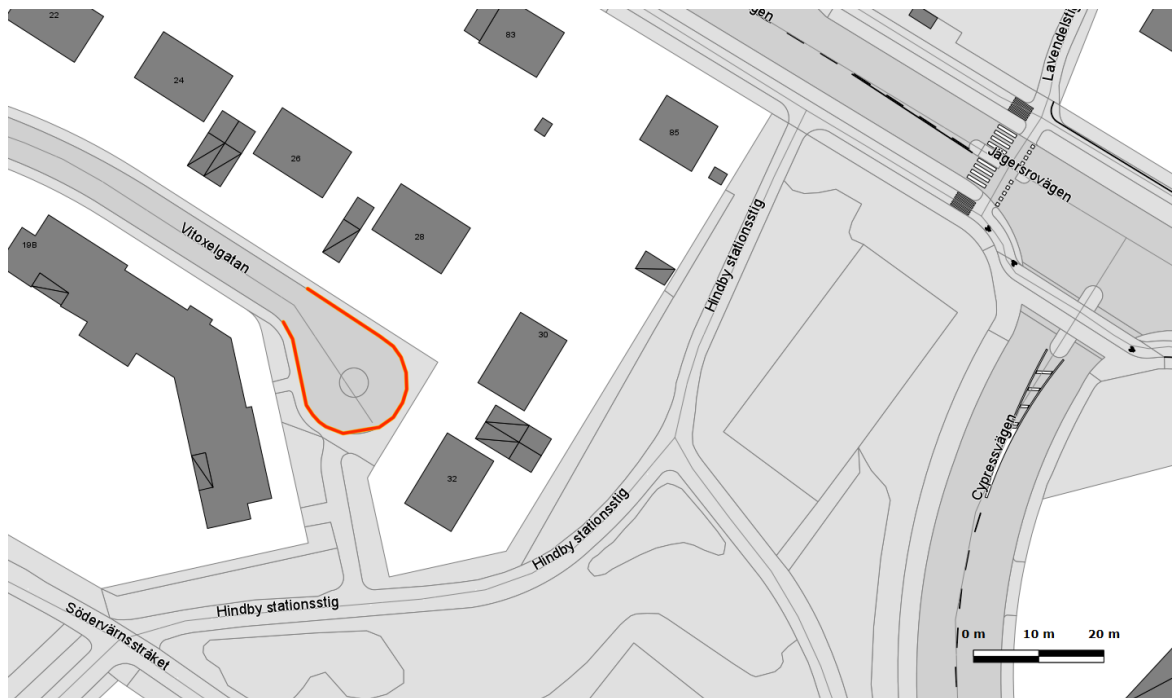 22
83
Lavendelstig
24
85
26
Jägersrovägen
Vitoxelgatan
28
19B
Hindby stationsstig
30
Cypressvägen
32
Hindby stationsstig
Hindby stationsstig
Södervärnsstråket
0 m 10 m 20 m